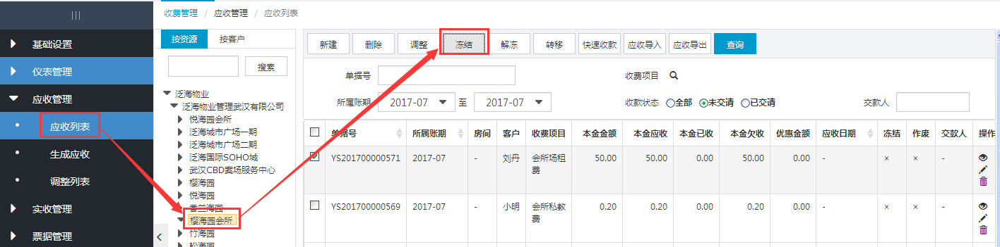 收费管理 / 应收管理 / 应收列表
基础设置
仪表管理
应收管理
应收列表
生成应收
调整列表
实收管理
票据管理
按资源 按客户
搜索
泛海物业
泛海物业管理武汉有限公司
悦海园会所
泛海城市广场一期
泛海城市广场二期
泛海国际SOHO城
武汉CBD案场服务中心
樱海园
悦海园
香兰海园
樱海园会所
竹海园
松海园
新建 删除 调整 冻结 解冻 转移 快速收款 应收导入 应收导出 查询
单据号 收费项目
所属账期 2017-07 至 2017-07 收款状态 全部 未交请 已交请 交款人
单据号 所属账期 房间 客户 收费项目 本金金额 本金应收 本金已收 本金欠收 优惠金额 应收日期 冻结 作废 交款人 操作
YS201700000571 2017-07 - 刘丹 会所场租费 50.00 50.00 0.00 50.00 0.00 - × × -
YS201700000569 2017-07 - 小明 会所私教费 0.20 0.20 0.00 0.20 0.00 - × × -